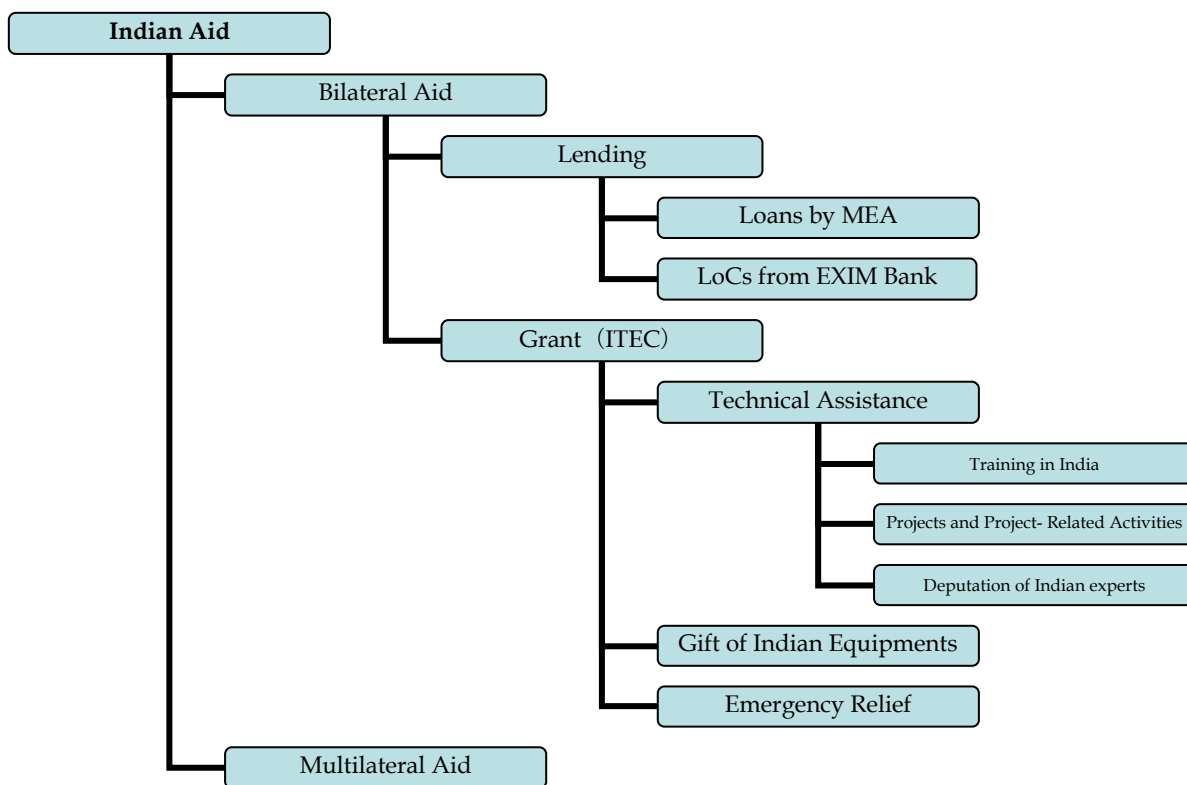 Indian Aid
Bilateral Aid
Lending
Loans by MEA
LoCs from EXIM Bank
Grant（ITEC）
Technical Assistance
Training in India
Projects and Project- Related Activities
Deputation of Indian experts
Gift of Indian Equipments
Emergency Relief
Multilateral Aid